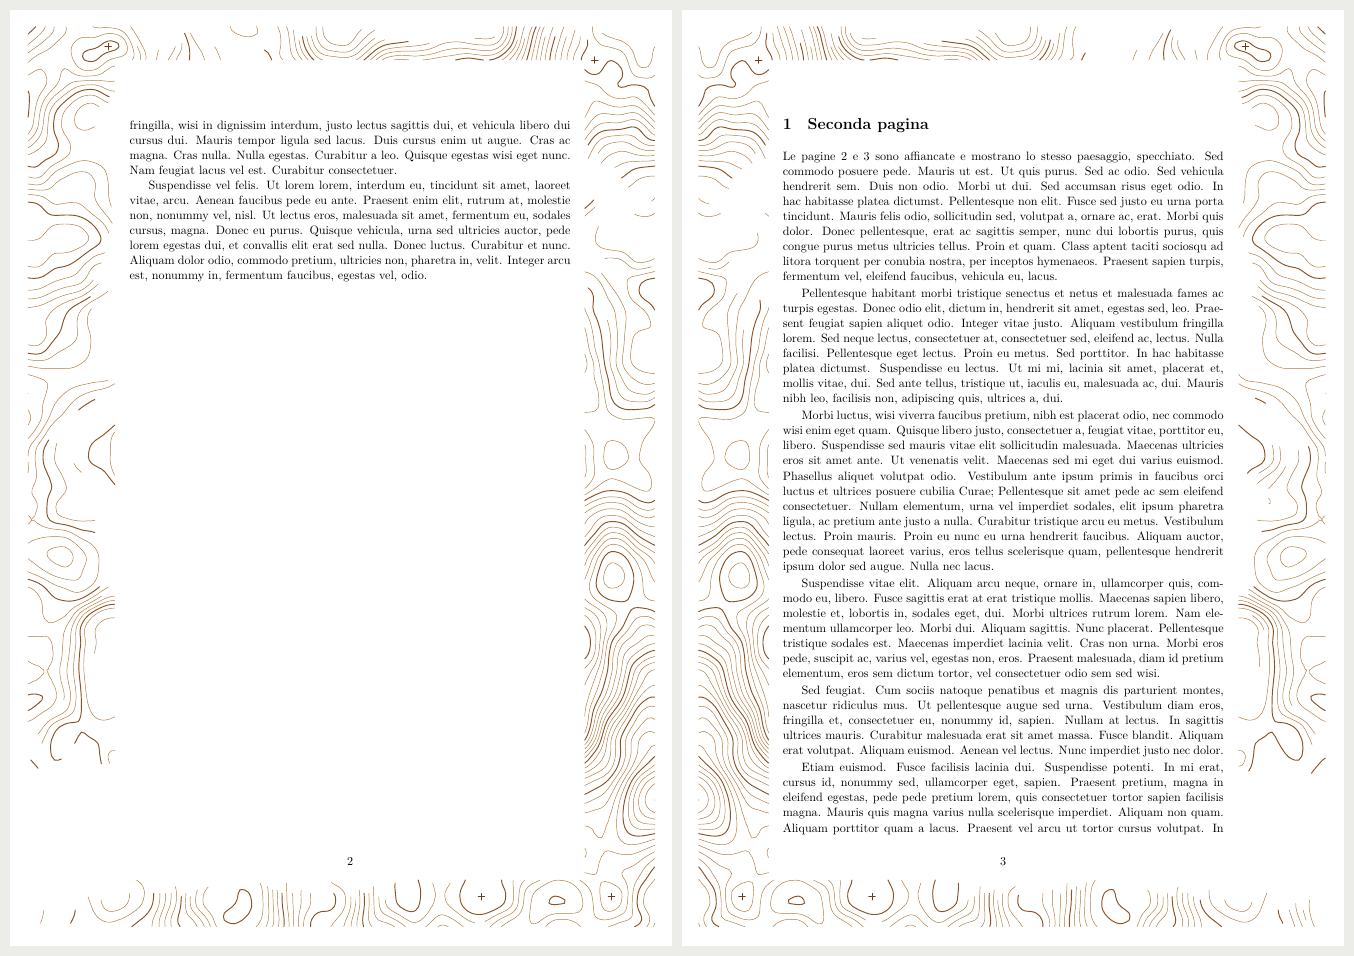 fringilla, wisi in dignissim interdum, justo lectus sagittis dui, et vehicula libero dui
cursus dui. Mauris tempor ligula sed lacus. Duis cursus enim ut augue. Cras ac
magna. Cras nulla. Nulla egestas. Curabitur a leo. Quisque egestas wisi eget nunc.
Nam feugiat lacus vel est. Curabitur consectetuer.
Suspendisse vel felis. Ut lorem lorem, interdum eu, tincidunt sit amet, laoreet
vitae, arcu. Aenean faucibus pede eu ante. Praesent enim elit, rutrum at, molestie
non, nonummy vel, nisl. Ut lectus eros, malesuada sit amet, fermentum eu, sodales
cursus, magna. Donec eu purus. Quisque vehicula, urna sed ultricies auctor, pede
lorem egestas dui, et convallis elit erat sed nulla. Donec luctus. Curabitur et nunc.
Aliquam dolor odio, commodo pretium, ultricies non, pharetra in, velit. Integer arcu
est, nonummy in, fermentum faucibus, egestas vel, odio.
2
1 Seconda pagina
Le pagine 2 e 3 sono affiancate e mostrano lo stesso paesaggio, specchiato. Sed
commodo posuere pede. Mauris ut est. Ut quis purus. Sed ac odio. Sed vehicula
hendrerit sem. Duis non odio. Morbi ut dui. Sed accumsan risus eget odio. In
hac habitasse platea dictumst. Pellentesque non elit. Fusce sed justo eu urna porta
tincidunt. Mauris felis odio, sollicitudin sed, volutpat a, ornare ac, erat. Morbi quis
dolor. Donec pellentesque, erat ac sagittis semper, nunc dui lobortis purus, quis
congue purus metus ultricies tellus. Proin et quam. Class aptent taciti sociosqu ad
litora torquent per conubia nostra, per inceptos hymenaeos. Praesent sapien turpis,
fermentum vel, eleifend faucibus, vehicula eu, lacus.
Pellentesque habitant morbi tristique senectus et netus et malesuada fames ac
turpis egestas. Donec odio elit, dictum in, hendrerit sit amet, egestas sed, leo. Prae-
sent feugiat sapien aliquet odio. Integer vitae justo. Aliquam vestibulum fringilla
lorem. Sed neque lectus, consectetuer at, consectetuer sed, eleifend ac, lectus. Nulla
facilisi. Pellentesque eget lectus. Proin eu metus. Sed porttitor. In hac habitasse
platea dictumst. Suspendisse eu lectus. Ut mi mi, lacinia sit amet, placerat et,
mollis vitae, dui. Sed ante tellus, tristique ut, iaculis eu, malesuada ac, dui. Mauris
nibh leo, facilisis non, adipiscing quis, ultrices a, dui.
Morbi luctus, wisi viverra faucibus pretium, nibh est placerat odio, nec commodo
wisi enim eget quam. Quisque libero justo, consectetuer a, feugiat vitae, porttitor eu,
libero. Suspendisse sed mauris vitae elit sollicitudin malesuada. Maecenas ultricies
eros sit amet ante. Ut venenatis velit. Maecenas sed mi eget dui varius euismod.
Phasellus aliquet volutpat odio. Vestibulum ante ipsum primis in faucibus orci
luctus et ultrices posuere cubilia Curae; Pellentesque sit amet pede ac sem eleifend
consectetuer. Nullam elementum, urna vel imperdiet sodales, elit ipsum pharetra
ligula, ac pretium ante justo a nulla. Curabitur tristique arcu eu metus. Vestibulum
lectus. Proin mauris. Proin eu nunc eu urna hendrerit faucibus. Aliquam auctor,
pede consequat laoreet varius, eros tellus scelerisque quam, pellentesque hendrerit
ipsum dolor sed augue. Nulla nec lacus.
Suspendisse vitae elit. Aliquam arcu neque, ornare in, ullamcorper quis, com-
modo eu, libero. Fusce sagittis erat at erat tristique mollis. Maecenas sapien libero,
molestie et, lobortis in, sodales eget, dui. Morbi ultrices rutrum lorem. Nam ele-
mentum ullamcorper leo. Morbi dui. Aliquam sagittis. Nunc placerat. Pellentesque
tristique sodales est. Maecenas imperdiet lacinia velit. Cras non urna. Morbi eros
pede, suscipit ac, varius vel, egestas non, eros. Praesent malesuada, diam id pretium
elementum, eros sem dictum tortor, vel consectetuer odio sem sed wisi.
Sed feugiat. Cum sociis natoque penatibus et magnis dis parturient montes,
nascetur ridiculus mus. Ut pellentesque augue sed urna. Vestibulum diam eros,
fringilla et, consectetuer eu, nonummy id, sapien. Nullam at lectus. In sagittis
ultrices mauris. Curabitur malesuada erat sit amet massa. Fusce blandit. Aliquam
erat volutpat. Aliquam euismod. Aenean vel lectus. Nunc imperdiet justo nec dolor.
Etiam euismod. Fusce facilisis lacinia dui. Suspendisse potenti. In mi erat,
cursus id, nonummy sed, ullamcorper eget, sapien. Praesent pretium, magna in
eleifend egestas, pede pede pretium lorem, quis consectetuer tortor sapien facilisis
magna. Mauris quis magna varius nulla scelerisque imperdiet. Aliquam non quam.
Aliquam porttitor quam a lacus. Praesent vel arcu ut tortor cursus volutpat. In
3